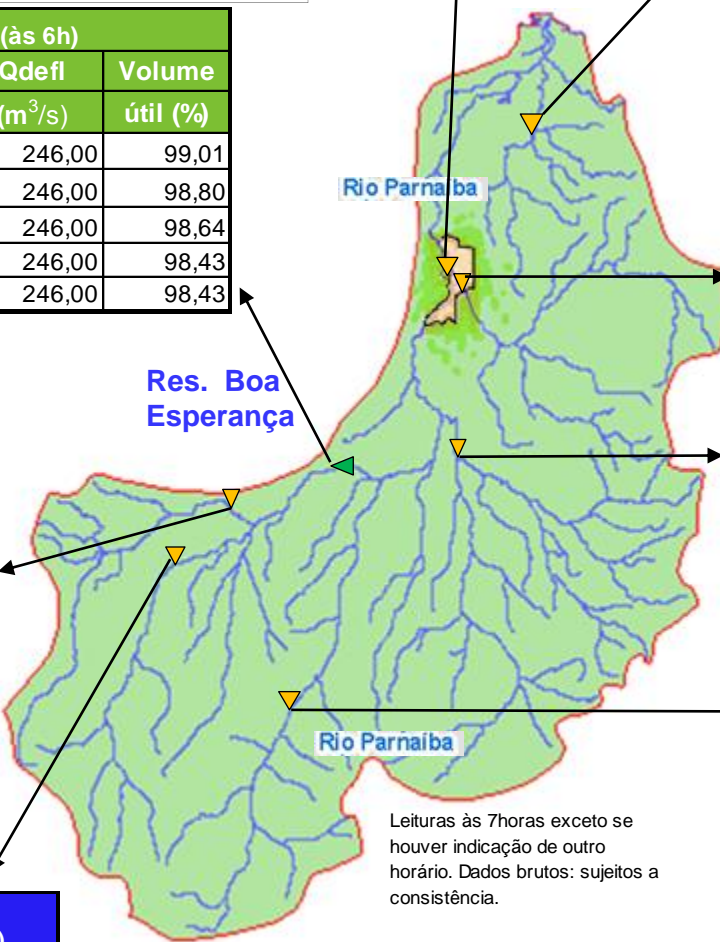 (às 6h)
Qdefl Volume
(m³/s) útil (%)
246,00 99,01
246,00 98,80
246,00 98,64
246,00 98,43
246,00 98,43
Rio Parnaíba
Res. Boa
Esperança
Rio Parnaíba
Leituras às 7horas exceto se
houver indicação de outro
horário. Dados brutos: sujeitos a
consistência.